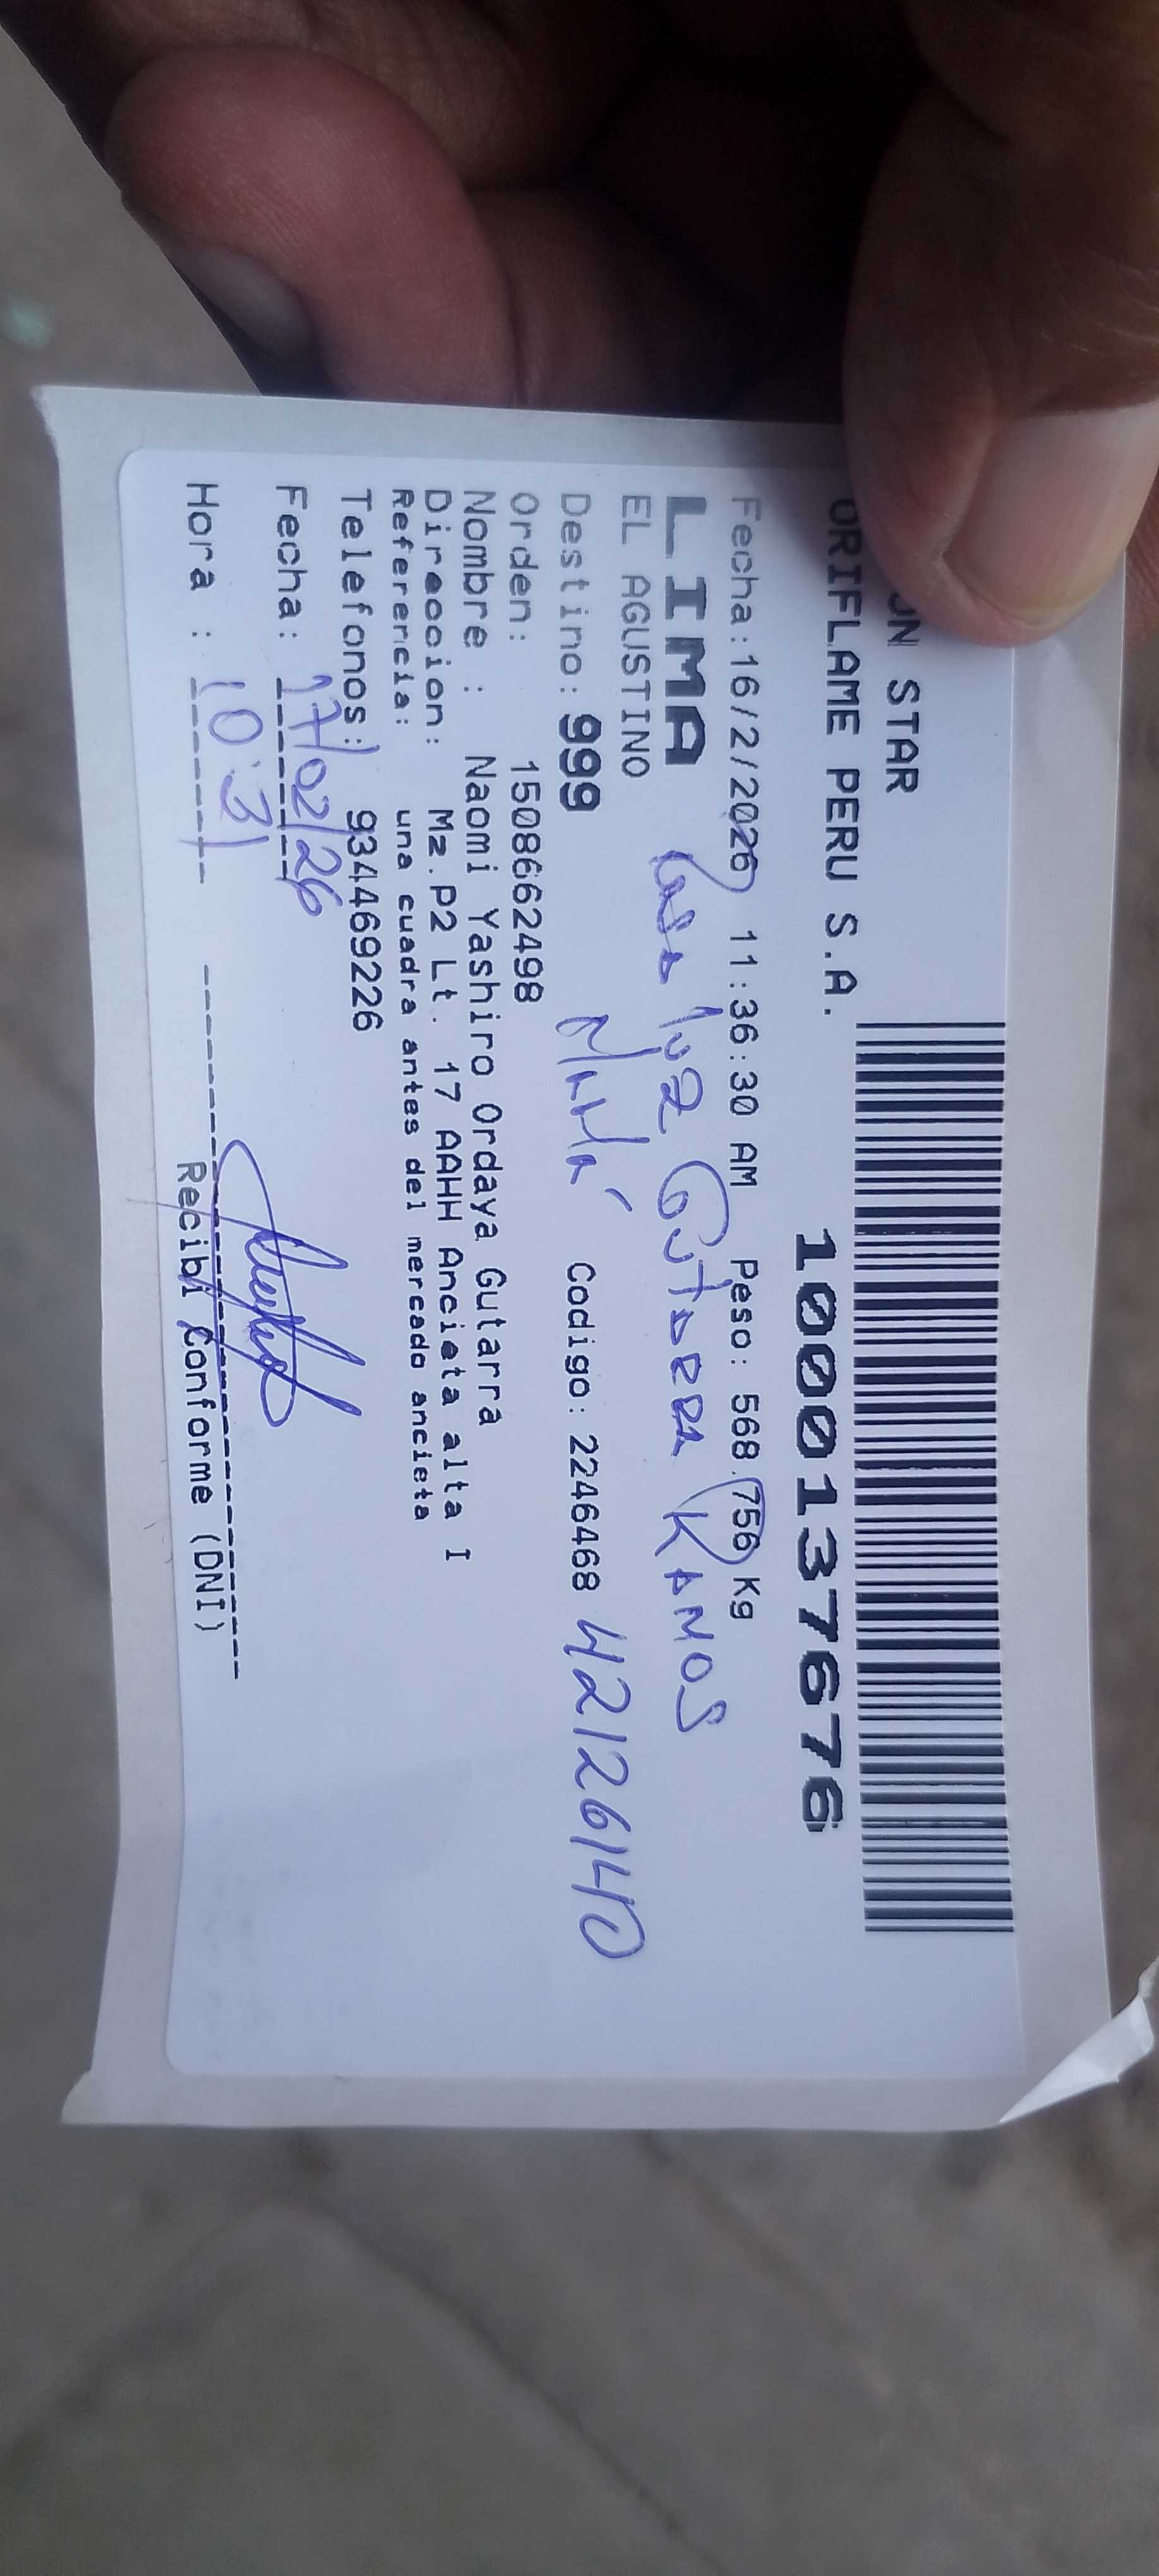 ON STAR
ORIFLAME PERU S.A.
1000137676
Fecha:16/2/2026 11:36:30 AM Peso: 568.756 Kg
LIMA
Luz Gutarra Ramos
EL AGUSTINO
Mamá
Destino: 999 Codigo: 226468 42126140
Orden: 1508662498
Nombre : Naomi Yashiro Ordaya Gutarra
Direccion: Mz.P2 Lt. 17 AAHH Ancieta alta I
Referencia: una cuadra antes del mercado ancieta
Telefonos: 934469226
Fecha: 17/02/26
Hora : 10:31
Recibi Conforme (DNI)